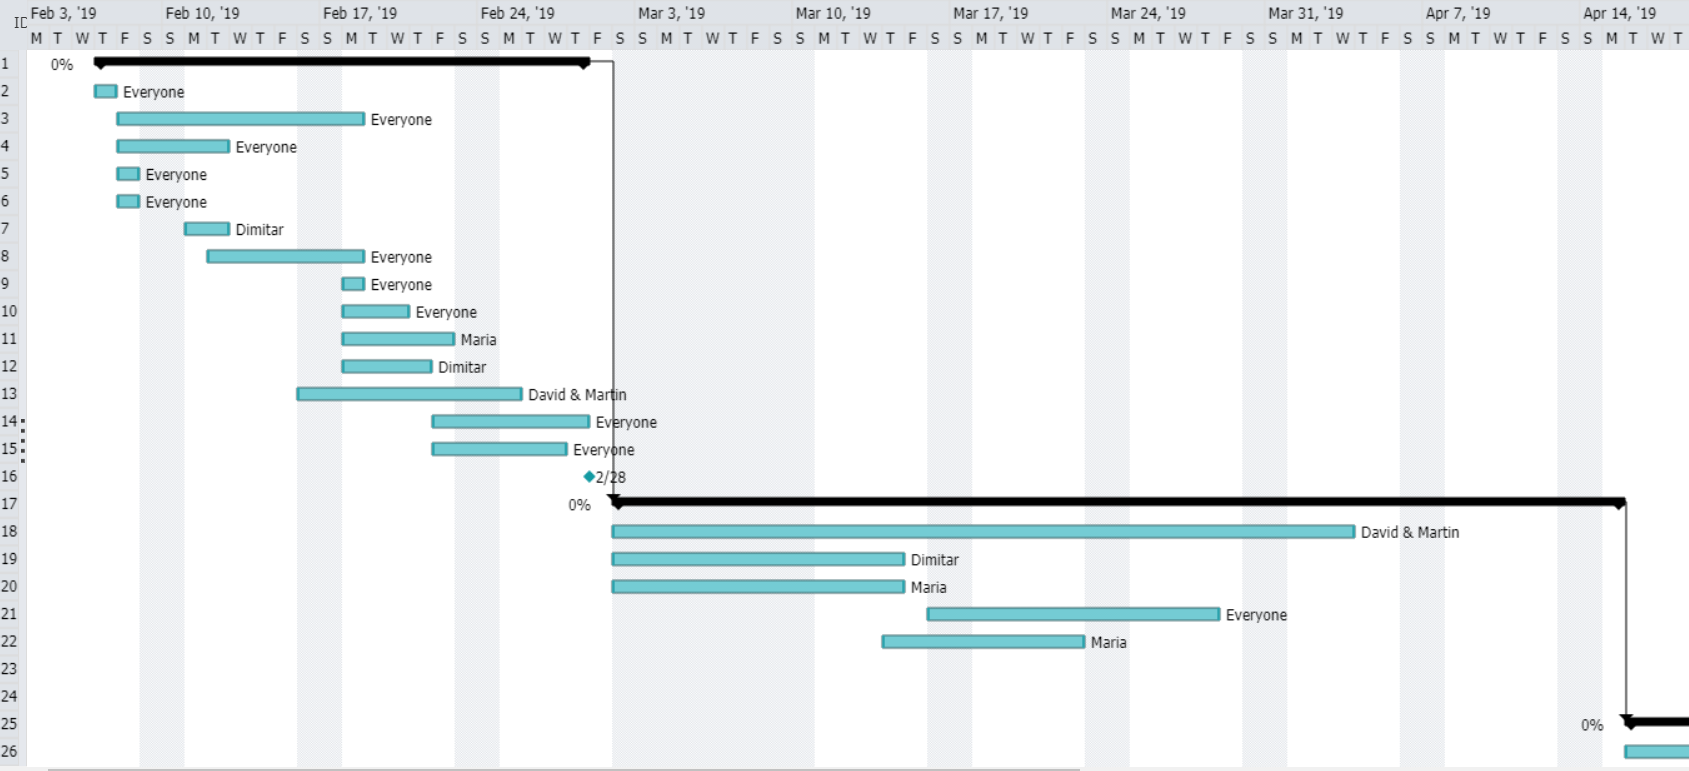 ID
Feb 3, '19 Feb 10, '19 Feb 17, '19 Feb 24, '19 Mar 3, '19 Mar 10, '19 Mar 17, '19 Mar 24, '19 Mar 31, '19 Apr 7, '19 Apr 14, '19
M T W T F S S M T W T F S S M T W T F S S M T W T F S S M T W T F S S M T W T F S S M T W T F S S M T W T F S S M T W T F S S M T W T F S S M T W T
1 0%
2 Everyone
3 Everyone
4 Everyone
5 Everyone
6 Everyone
7 Dimitar
8 Everyone
9 Everyone
10 Everyone
11 Maria
12 Dimitar
13 David & Martin
14 Everyone
15 Everyone
16 2/28
17 0%
18 David & Martin
19 Dimitar
20 Maria
21 Everyone
22 Maria
23
24
25 0%
26